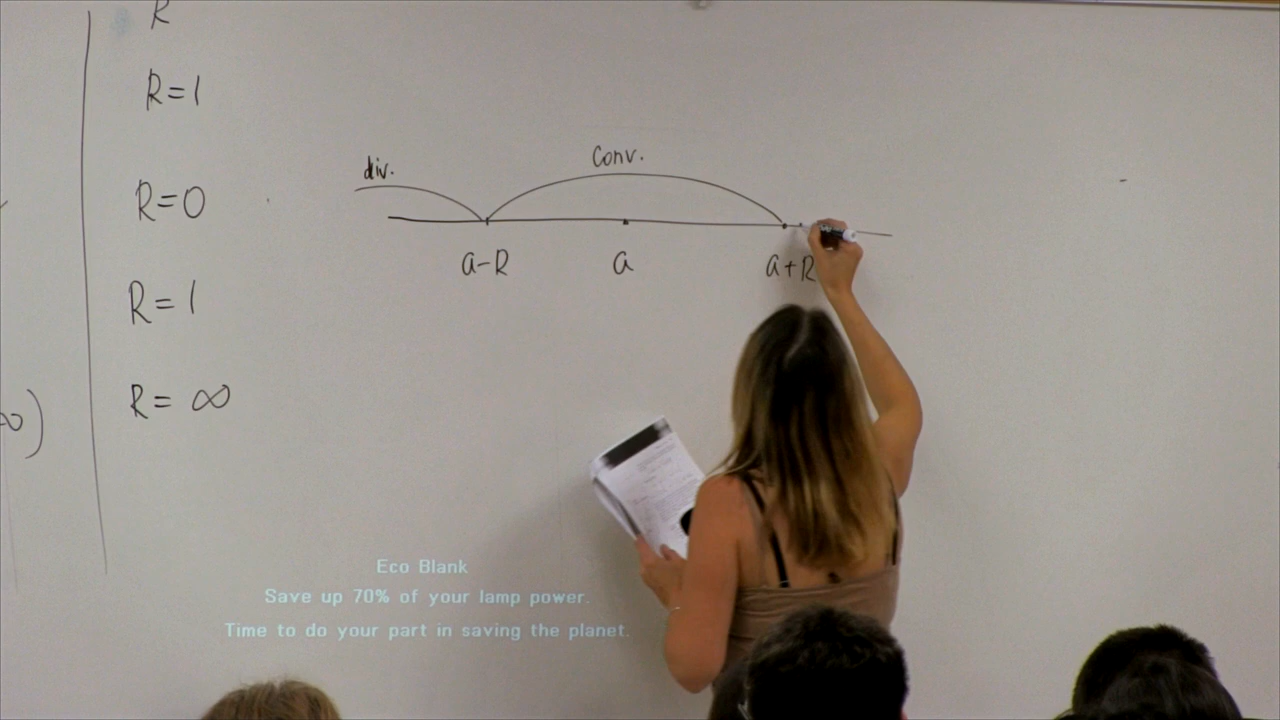 R
R=1
R=0
R=1
R=∞
∞)
div.
Conv.
a-R
a
a+R
Eco Blank
Save up 70% of your lamp power.
Time to do your part in saving the planet.